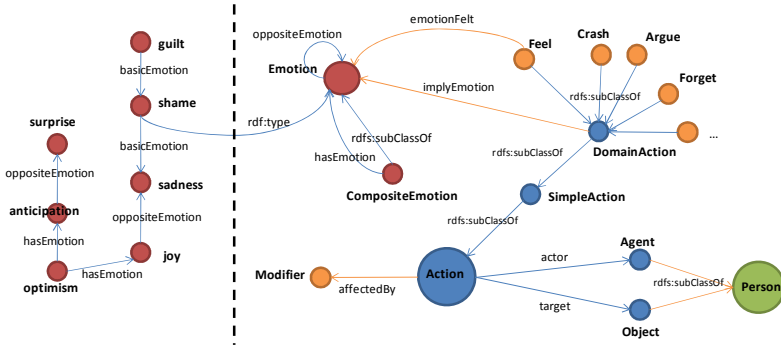 guilt
basicEmotion
shame
surprise
basicEmotion
oppositeEmotion
sadness
anticipation
oppositeEmotion
hasEmotion
joy
optimism
hasEmotion
rdf:type
oppositeEmotion
emotionFelt
Feel
Crash
Argue
Emotion
implyEmotion
Forget
rdfs:subClassOf
...
rdfs:subClassOf
hasEmotion
DomainAction
rdfs:subClassOf
CompositeEmotion
SimpleAction
rdfs:subClassOf
Agent
Modifier
Action
actor
affectedBy
rdfs:subClassOf
Person
target
Object